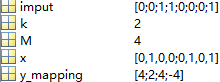 imput [0;0;1;1;0;0;0;1]
k 2
M 4
x [0,1,0,0;0,1,0,1]
y_mapping [4;2;4;-4]